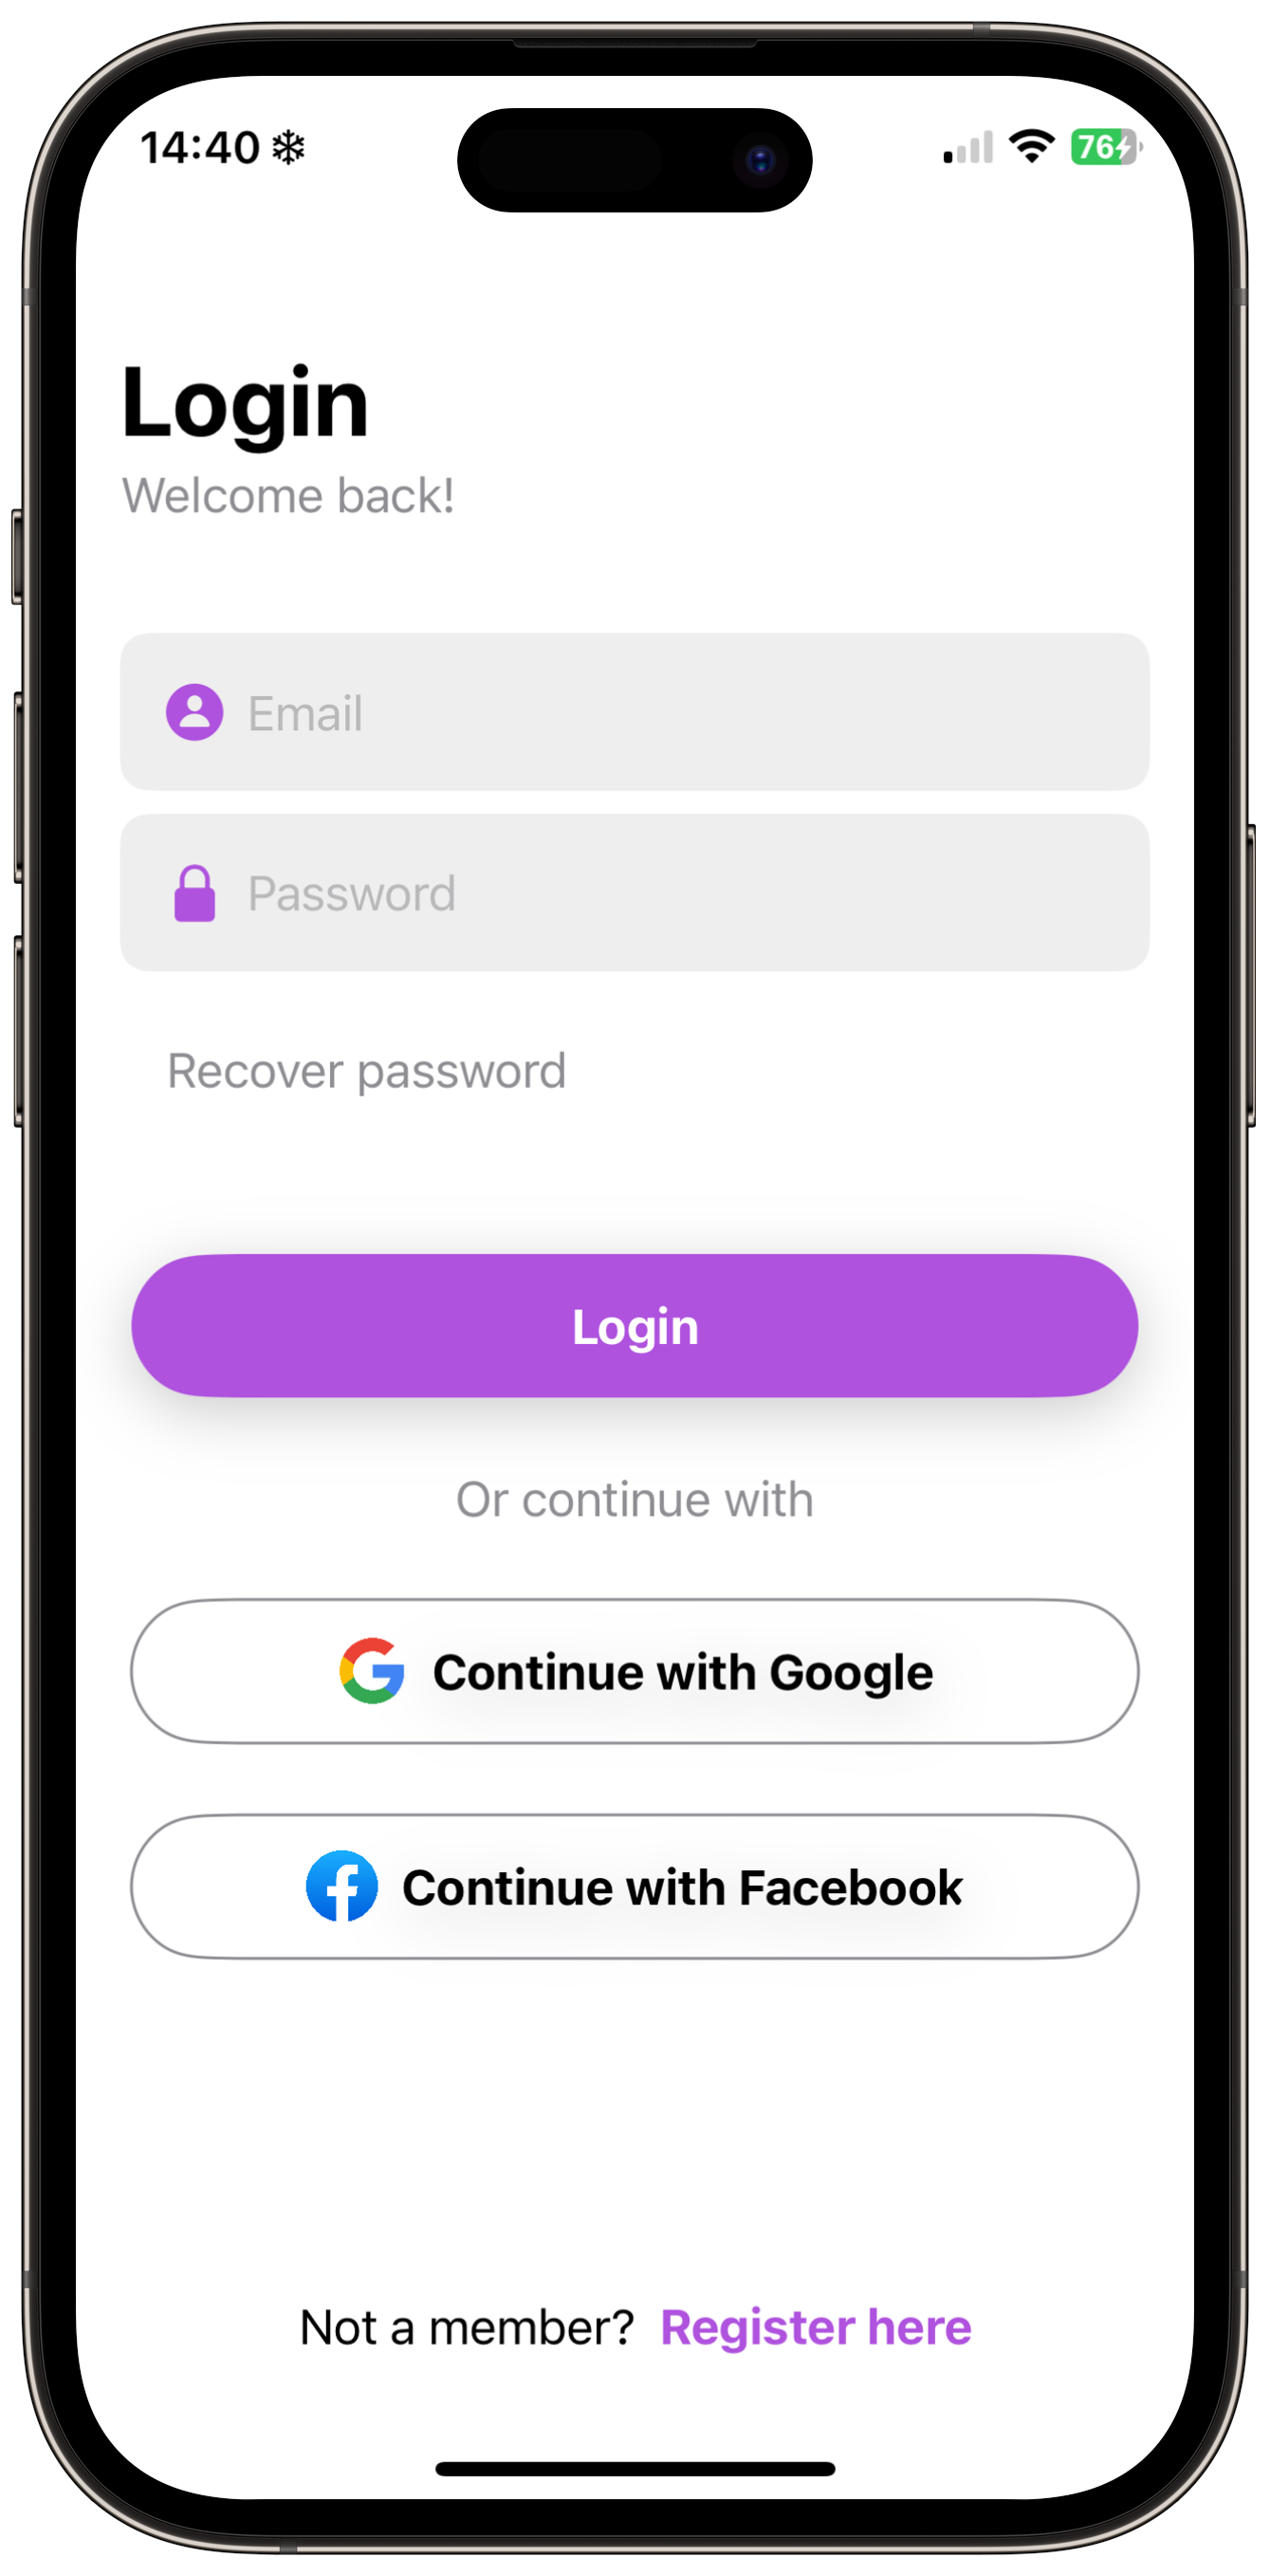 14:40
76
Login
Welcome back!
Email
Password
Recover password
Login
Or continue with
Continue with Google
Continue with Facebook
Not a member? Register here